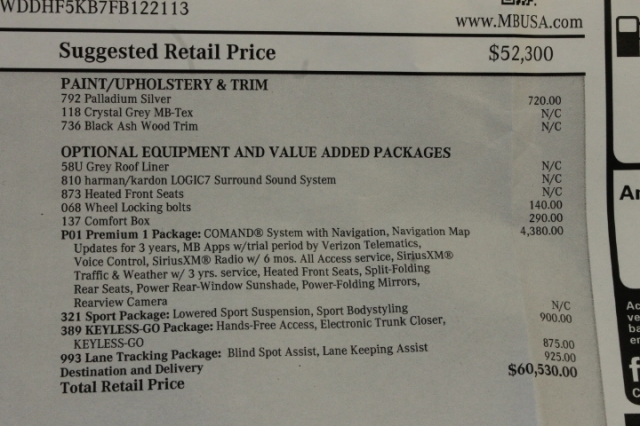 WDDHF5KB7FB122113
www.MBUSA.com
Suggested Retail Price $52,300
PAINT/UPHOLSTERY & TRIM
792 Palladium Silver 720.00
118 Crystal Grey MB-Tex N/C
736 Black Ash Wood Trim N/C
OPTIONAL EQUIPMENT AND VALUE ADDED PACKAGES
58U Grey Roof Liner N/C
810 harman/kardon LOGIC7 Surround Sound System N/C
873 Heated Front Seats N/C
068 Wheel Locking bolts 140.00
137 Comfort Box 290.00
P01 Premium 1 Package: COMAND® System with Navigation, Navigation Map 4,380.00
Updates for 3 years, MB Apps w/trial period by Verizon Telematics,
Voice Control, SiriusXM® Radio w/ 6 mos. All Access service, SiriusXM®
Traffic & Weather w/ 3 yrs. service, Heated Front Seats, Split-Folding
Rear Seats, Power Rear-Window Sunshade, Power-Folding Mirrors,
Rearview Camera
321 Sport Package: Lowered Sport Suspension, Sport Bodystyling N/C
389 KEYLESS-GO Package: Hands-Free Access, Electronic Trunk Closer, 900.00
KEYLESS-GO
993 Lane Tracking Package: Blind Spot Assist, Lane Keeping Assist 875.00
Destination and Delivery 925.00
Total Retail Price $60,530.00